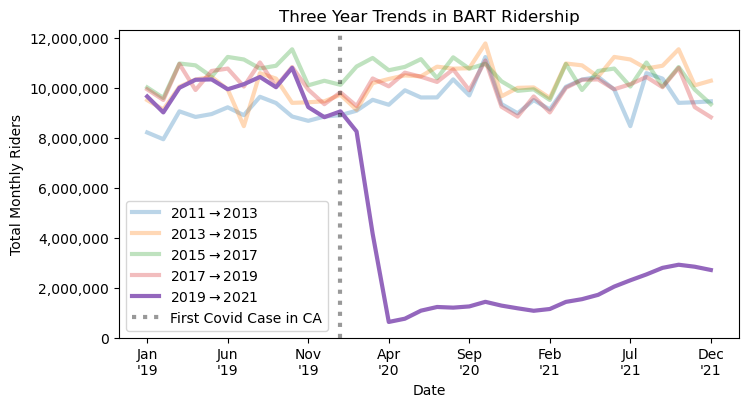 Three Year Trends in BART Ridership
Total Monthly Riders
12,000,000
10,000,000
8,000,000
6,000,000
4,000,000
2,000,000
0
2011→2013
2013→2015
2015→2017
2017→2019
2019→2021
First Covid Case in CA
Jan Jun Nov Apr Sep Feb Jul Dec
'19 '19 '19 '20 '20 '21 '21 '21
Date